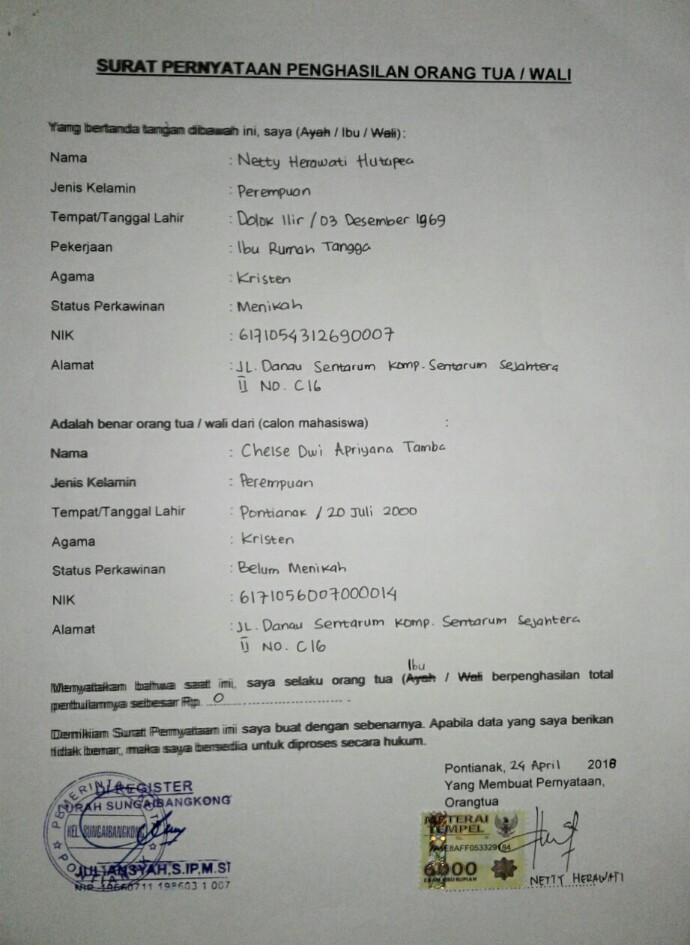 SURAT PERNYATAAN PENGHASILAN ORANG TUA / WALI
Yang bertanda tangan dibawah ini, saya (Ayah / Ibu / Wali):
Nama : Netty Herawati Hutapea
Jenis Kelamin : Perempuan
Tempat/Tanggal Lahir : Dolok Ilir / 03 Desember 1969
Pekerjaan : Ibu Rumah Tangga
Agama : Kristen
Status Perkawinan : Menikah
NIK : 6171054312690007
Alamat : JL. Danau Sentarum Komp. Sentarum Sejahtera
II NO. C16
Adalah benar orang tua / wali dari (calon mahasiswa) :
Nama : Chelse Dwi Apriyana Tamba
Jenis Kelamin : Perempuan
Tempat/Tanggal Lahir : Pontianak / 20 Juli 2000
Agama : Kristen
Status Perkawinan : Belum Menikah
NIK : 6171056007000014
Alamat : JL. Danau Sentarum Komp. Sentarum Sejahtera
II NO. C16
Ibu
Menyatakan bahwa saat ini, saya selaku orang tua (Ayah / Wali berpenghasilan total
perbulannya sebesar Rp. 0
Demikian Surat Pernyataan ini saya buat dengan sebenarnya. Apabila data yang saya berikan
tidak benar, maka saya bersedia untuk diproses secara hukum.
Pontianak, 24 April 2018
Yang Membuat Pernyataan,
Orangtua
DI REGISTER
LURAH SUNGAIBANGKONG
PEMERINTAH KOTA
KEL. SUNGAIBANGKONG
PONTIANAK
JULIANSYAH, S.IP, M.SI
NIP. 19660711 198603 1 007
METERAI
TEMPEL
6000
ENAM RIBU RUPIAH
NETTY HERAWATI